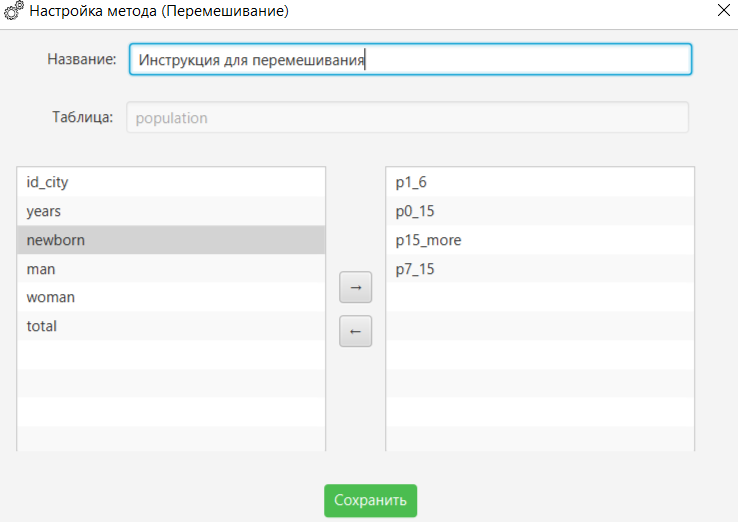 Настройка метода (Перемешивание)
Название: Инструкция для перемешивания
Таблица: population
id_city
years
newborn
man
woman
total
p1_6
p0_15
p15_more
p7_15
→
←
Сохранить